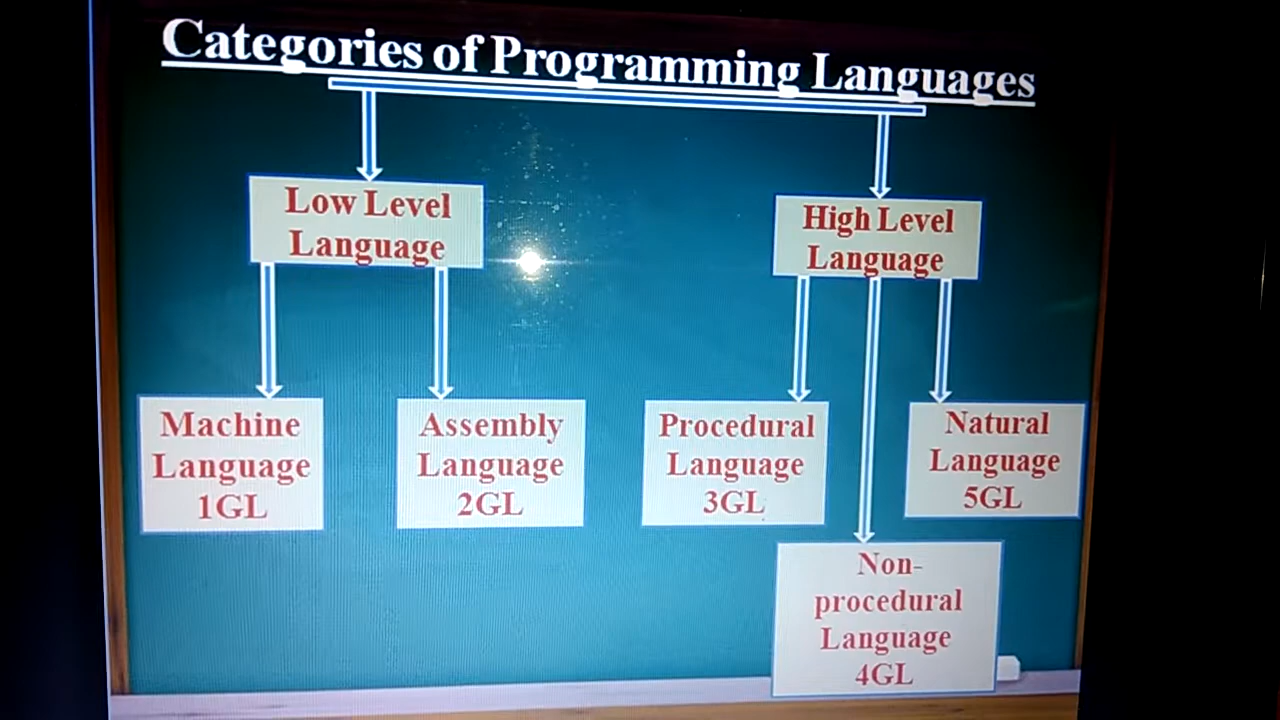 Categories of Programming Languages
Low Level
Language
High Level
Language
Machine
Language
1GL
Assembly
Language
2GL
Procedural
Language
3GL
Natural
Language
5GL
Non-
procedural
Language
4GL